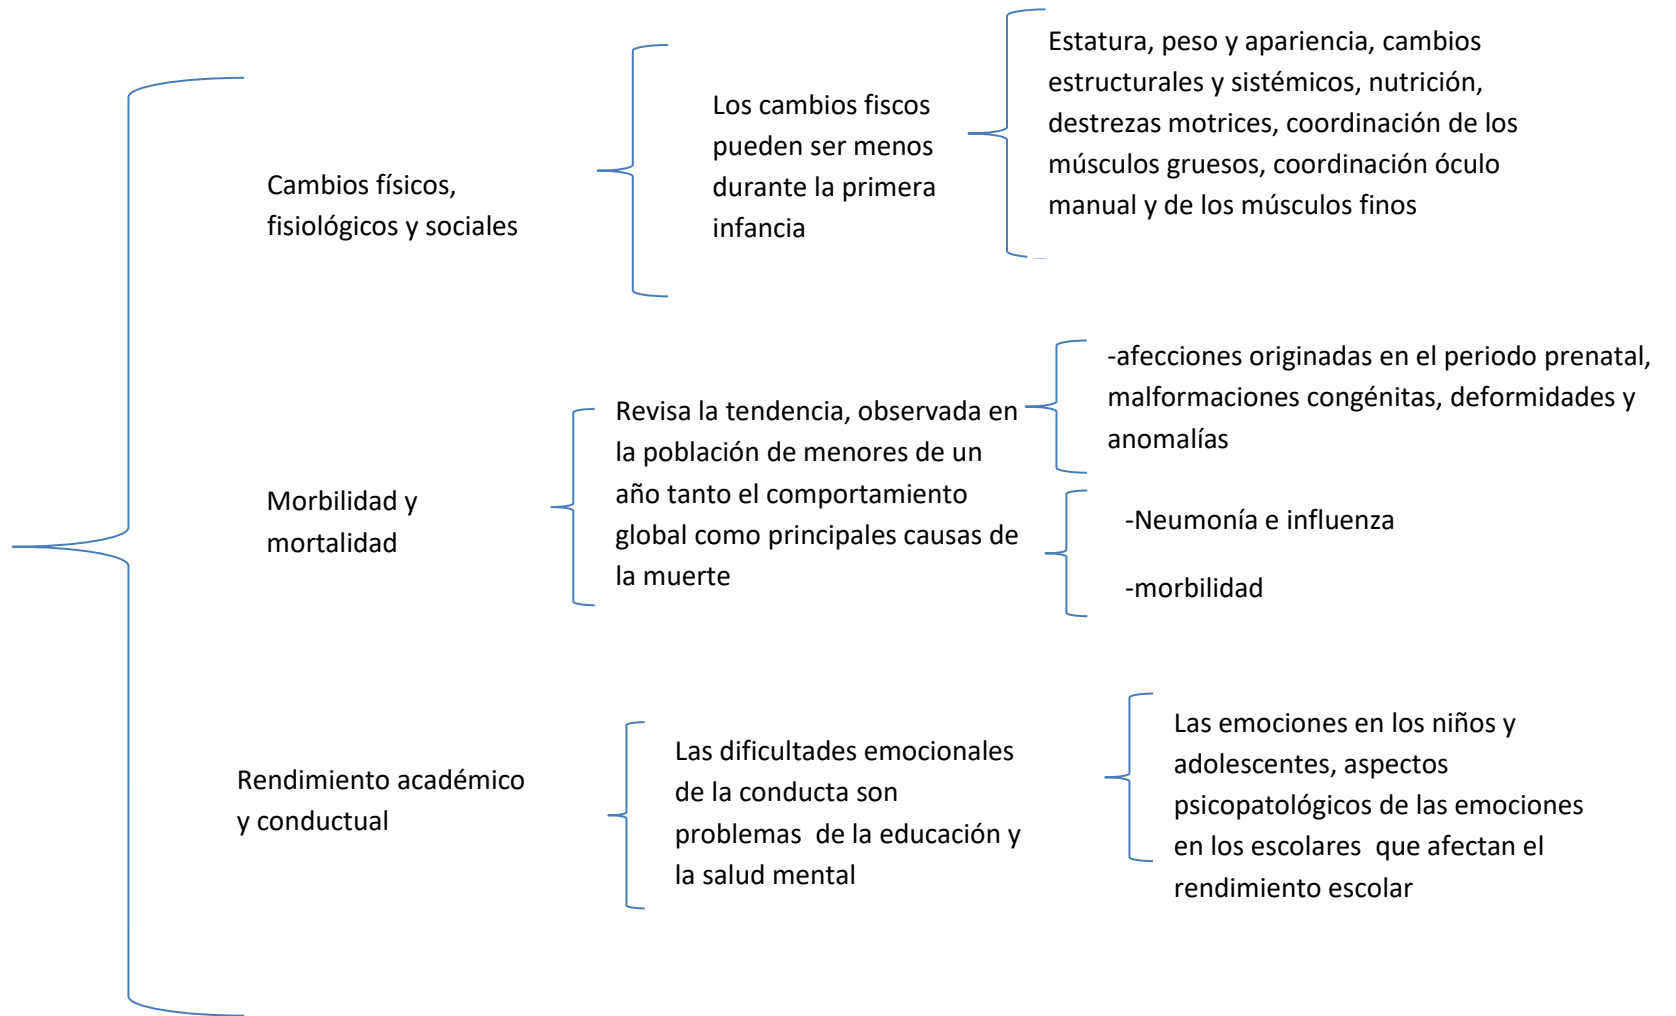 Cambios físicos,
fisiológicos y sociales
Los cambios fiscos
pueden ser menos
durante la primera
infancia
Estatura, peso y apariencia, cambios
estructurales y sistémicos, nutrición,
destrezas motrices, coordinación de los
músculos gruesos, coordinación óculo
manual y de los músculos finos
Morbilidad y
mortalidad
Revisa la tendencia, observada en
la población de menores de un
año tanto el comportamiento
global como principales causas de
la muerte
-afecciones originadas en el periodo prenatal,
malformaciones congénitas, deformidades y
anomalías
-Neumonía e influenza
-morbilidad
Rendimiento académico
y conductual
Las dificultades emocionales
de la conducta son
problemas  de la educación y
la salud mental
Las emociones en los niños y
adolescentes, aspectos
psicopatológicos de las emociones
en los escolares  que afectan el
rendimiento escolar